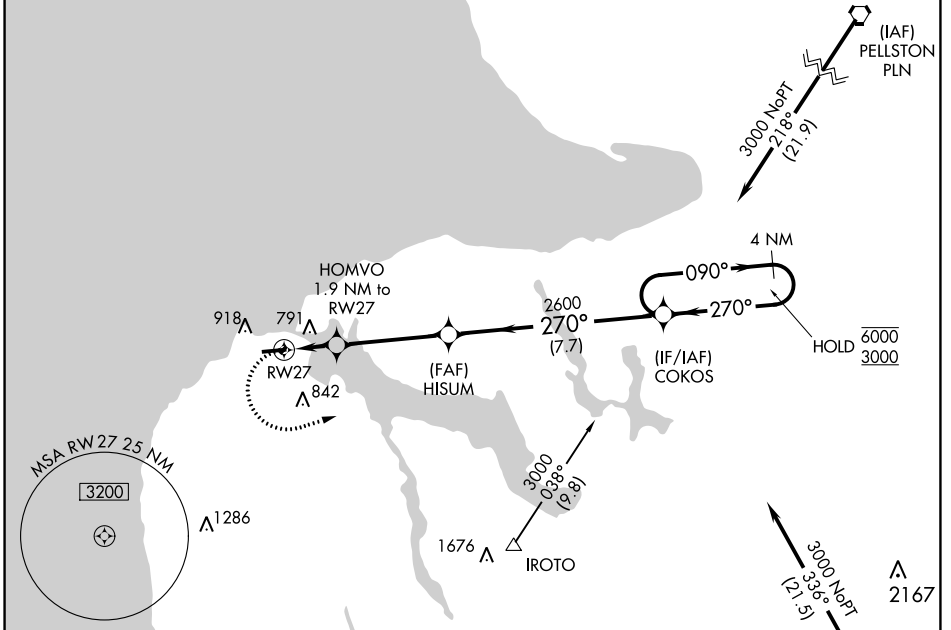 (IAF)
PELLSTON
PLN
3000 NoPT
218°
(21.9)
4 NM
090°
270°
HOLD
6000
3000
HOMVO
1.9 NM to
RW27
2600
270°
(7.7)
918
791
RW27
(FAF)
HISUM
(IF/IAF)
COKOS
842
MSA RW27 25 NM
3200
1286
3000
038°
(9.8)
1676
IROTO
3000 NoPT
336°
(21.5)
2167